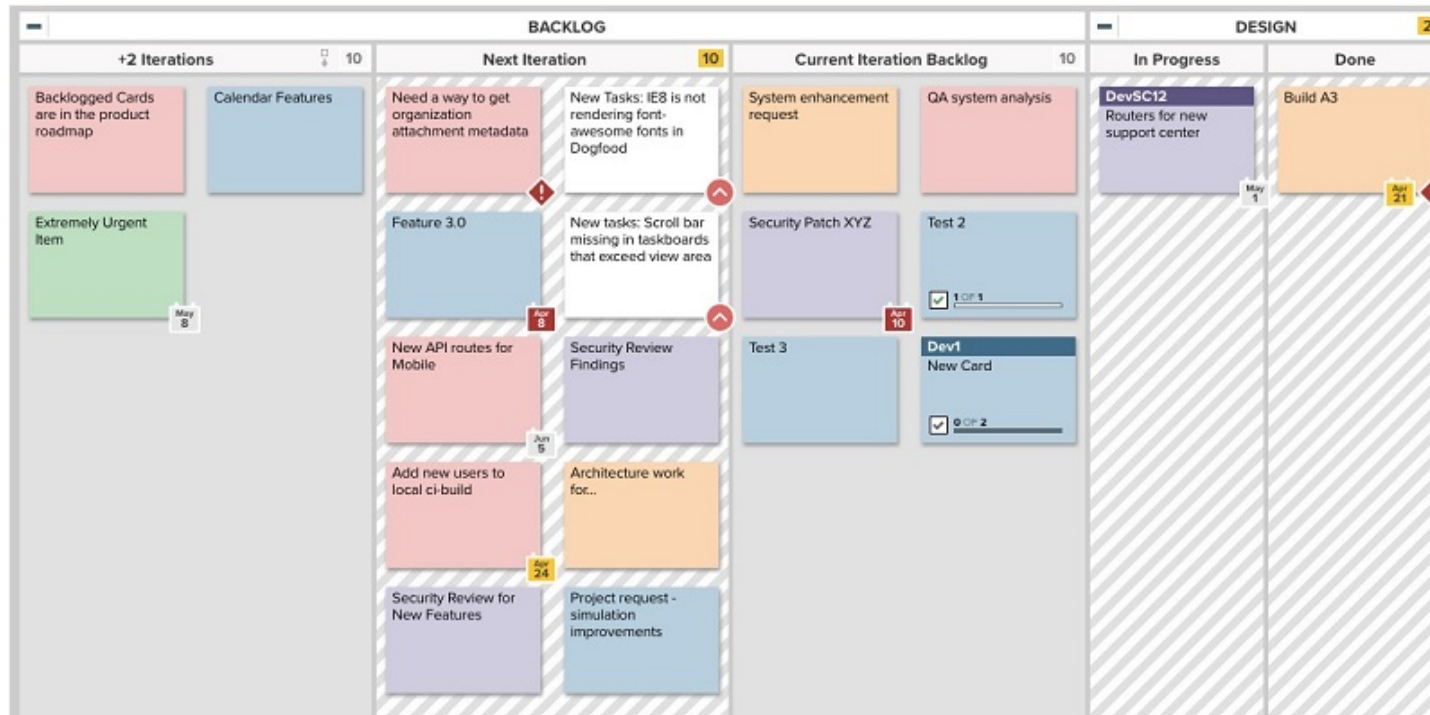 BACKLOG
DESIGN
2
+2 Iterations
10
Next Iteration
10
Current Iteration Backlog
10
In Progress
Done
Backlogged Cards
are in the product
roadmap
Calendar Features
Extremely Urgent
Item
May
8
Need a way to get
organization
attachment metadata
!
New Tasks: IE8 is not
rendering font-
awesome fonts in
Dogfood
Feature 3.0
Apr
8
New tasks: Scroll bar
missing in taskboards
that exceed view area
New API routes for
Mobile
Jun
5
Security Review
Findings
Add new users to
local ci-build
Apr
24
Architecture work
for...
Security Review for
New Features
Project request -
simulation
improvements
System enhancement
request
QA system analysis
Security Patch XYZ
Apr
10
Test 2
1 OF 1
Test 3
Dev1
New Card
0 OF 2
DevSC12
Routers for new
support center
May
1
Build A3
Apr
21